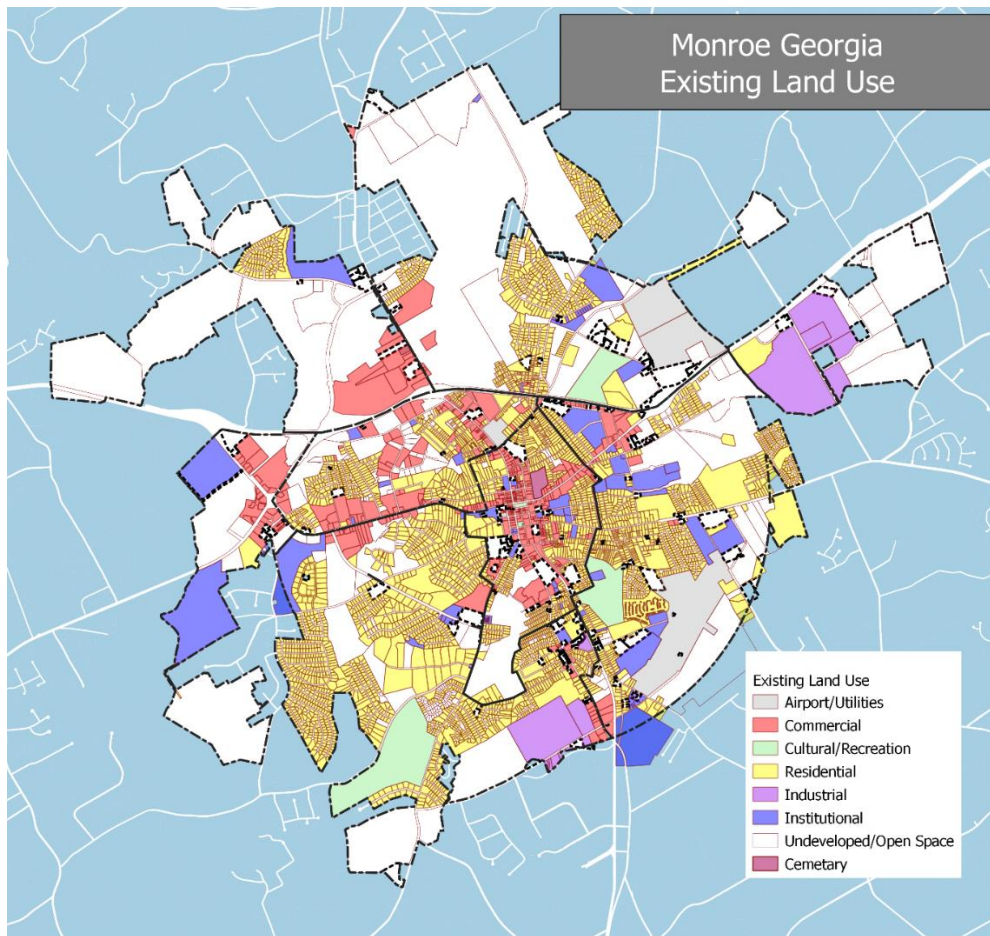 Monroe Georgia
Existing Land Use
Existing Land Use
Airport/Utilities
Commercial
Cultural/Recreation
Residential
Industrial
Institutional
Undeveloped/Open Space
Cemetary